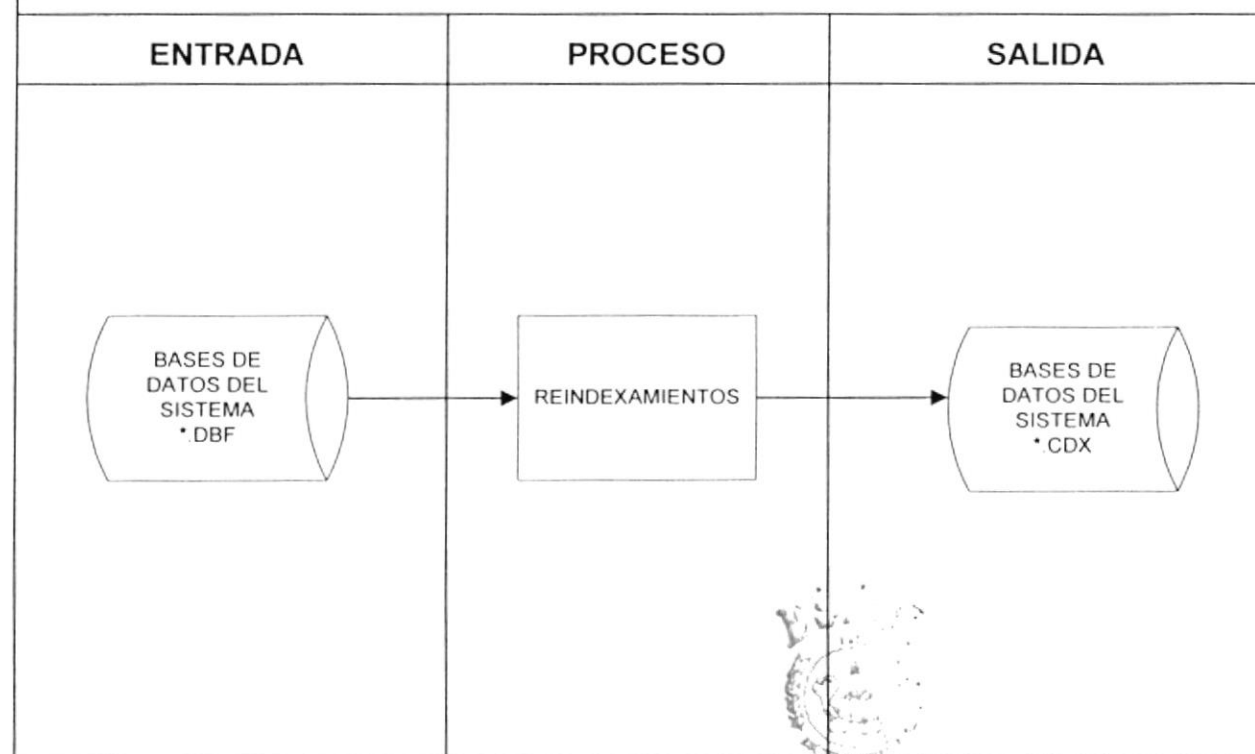 ENTRADA
PROCESO
SALIDA
BASES DE
DATOS DEL
SISTEMA
*.DBF
REINDEXAMIENTOS
BASES DE
DATOS DEL
SISTEMA
*.CDX